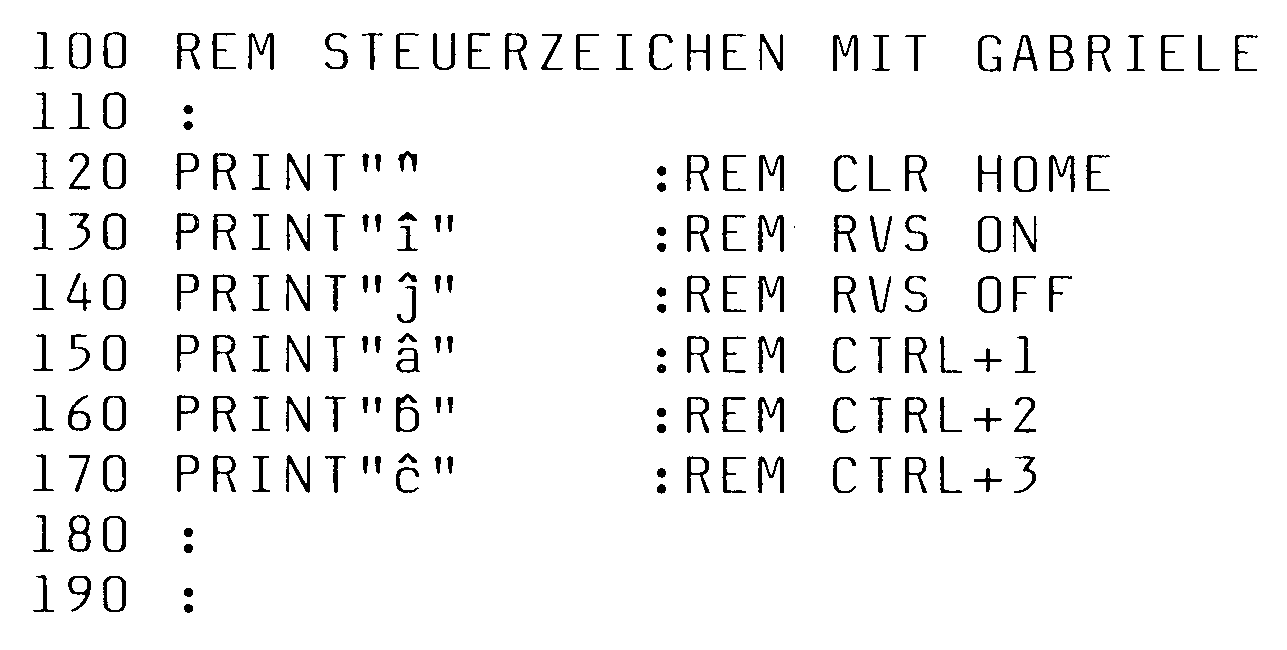 100 REM STEUERZEICHEN MIT GABRIELE
110 :
120 PRINT"^"      :REM CLR HOME
130 PRINT"î"      :REM RVS ON
140 PRINT"ĵ"      :REM RVS OFF
150 PRINT"â"      :REM CTRL+1
160 PRINT"b̂"      :REM CTRL+2
170 PRINT"ĉ"      :REM CTRL+3
180 :
190 :